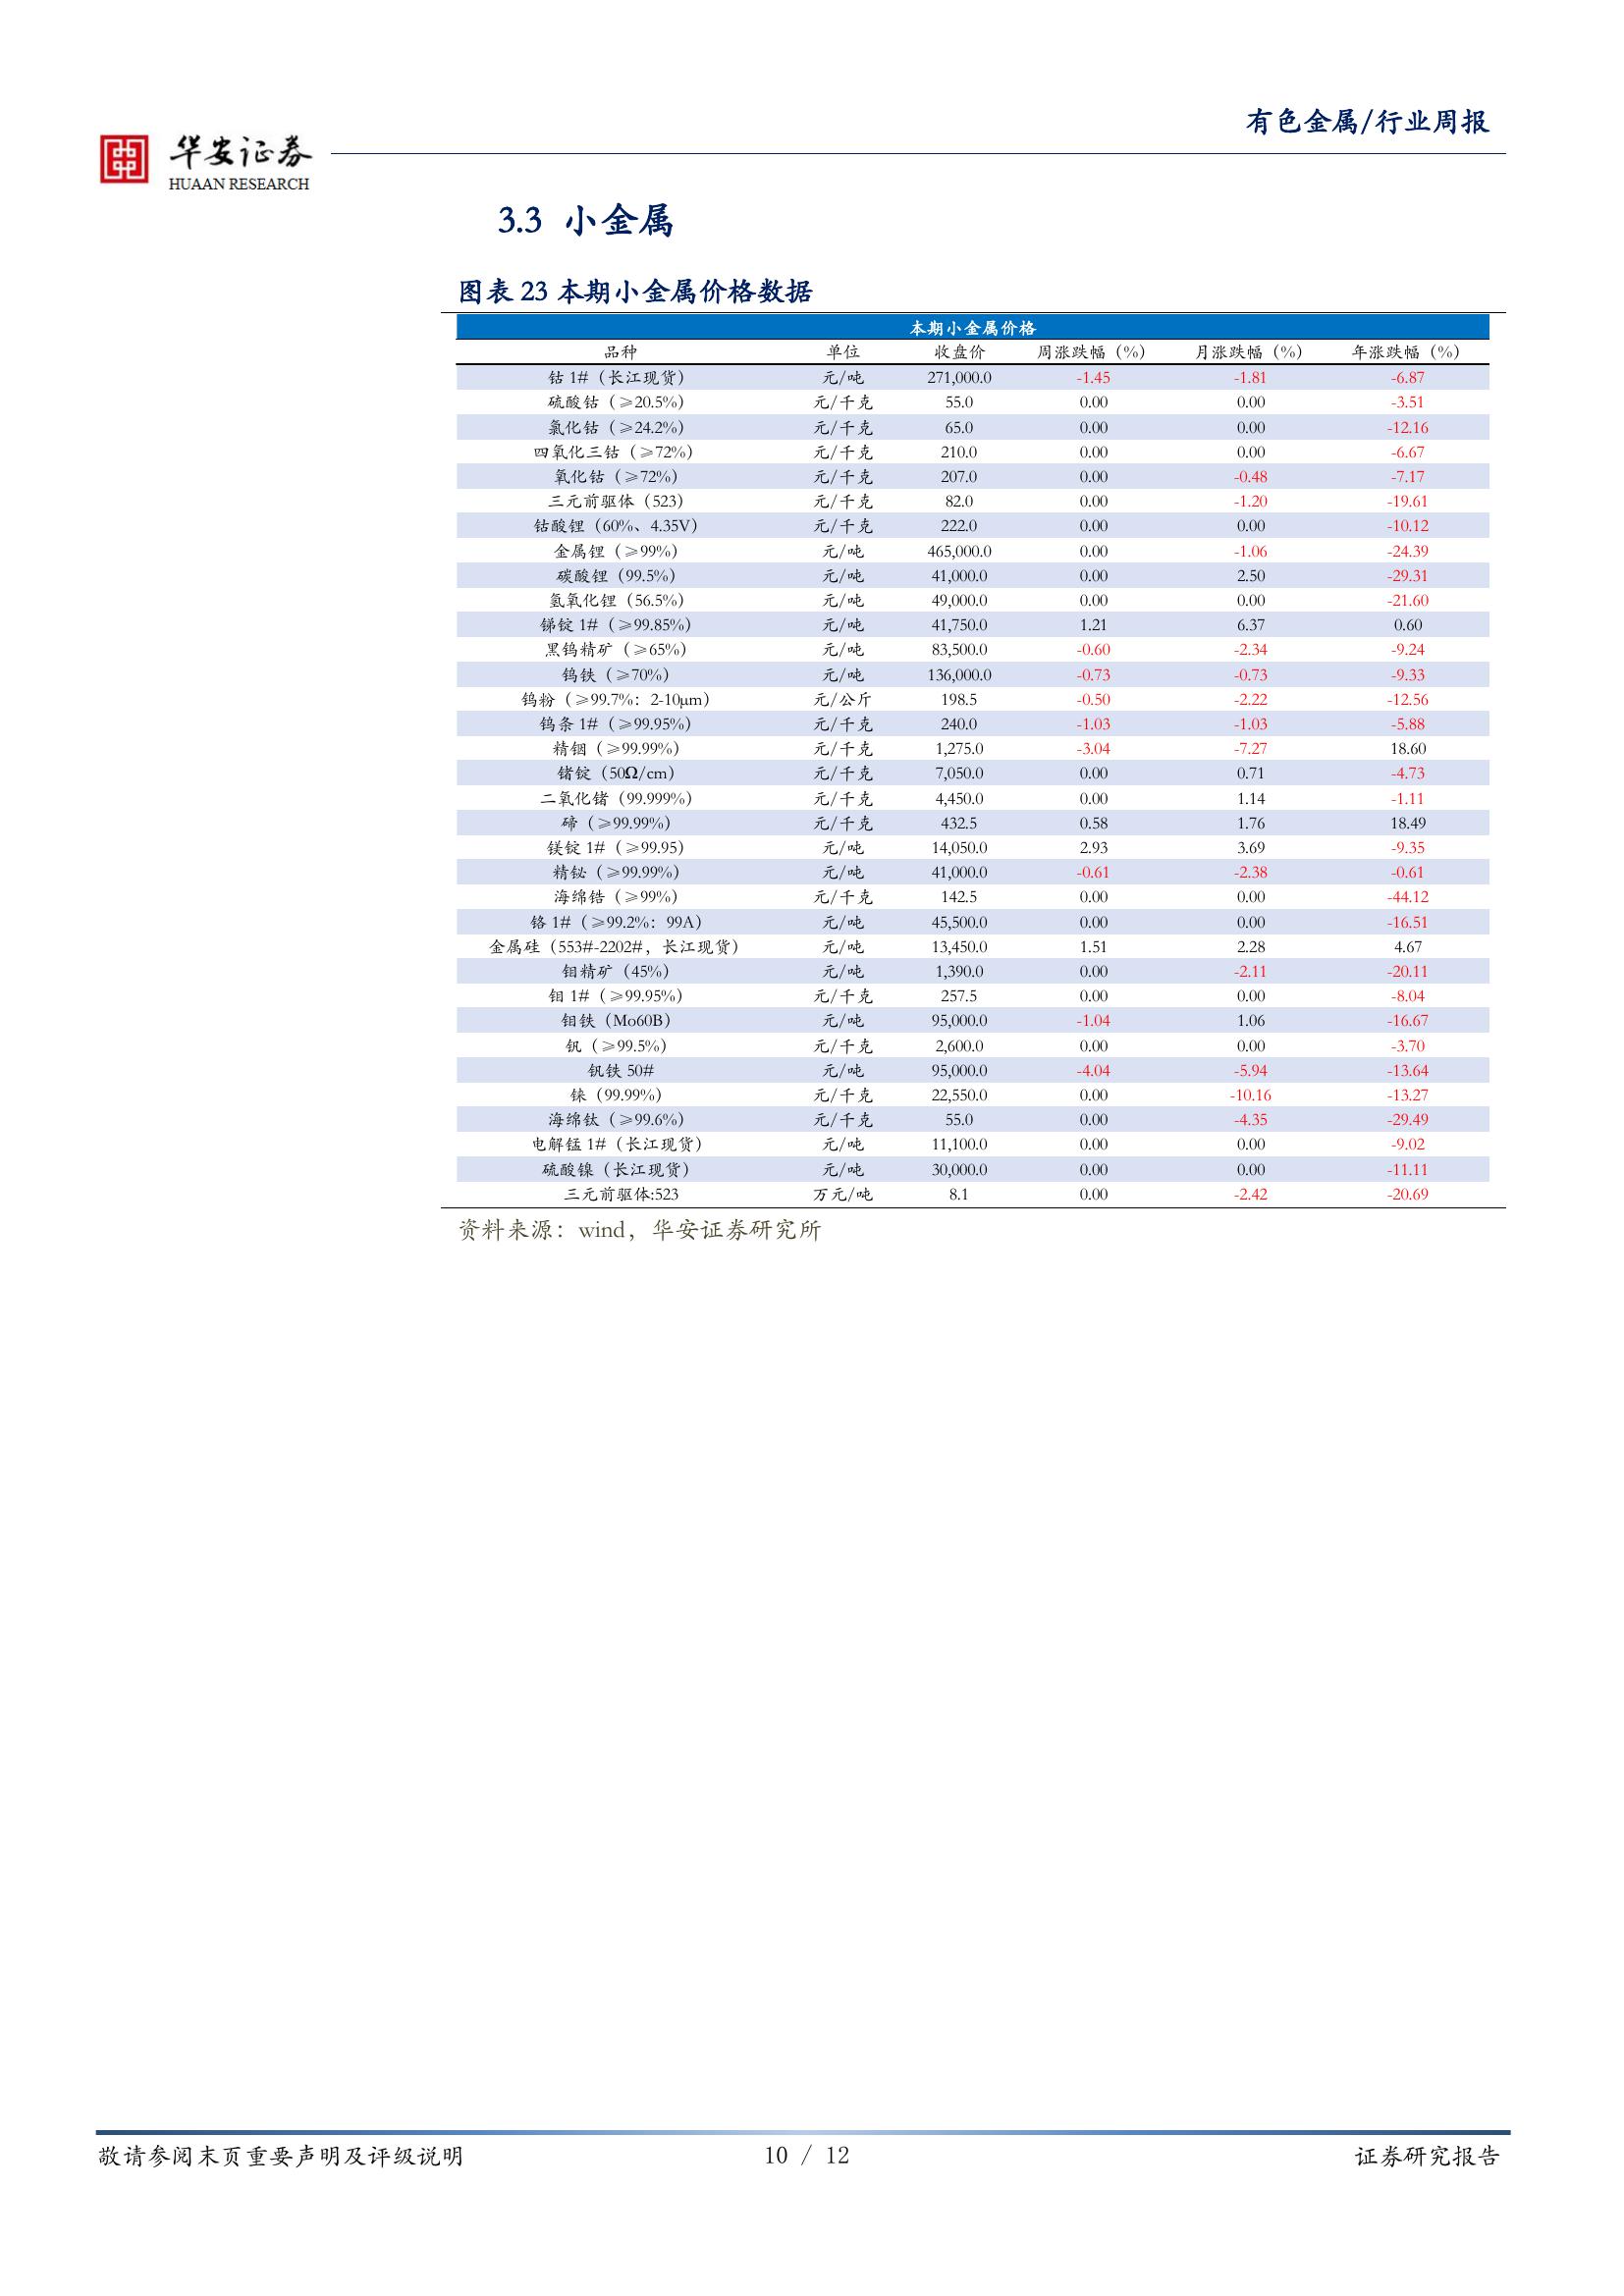 有色金属/行业周报
华安证券
HUAAN RESEARCH
3.3 小金属
图表 23 本期小金属价格数据
本期小金属价格
品种 单位 收盘价 周涨跌幅（%） 月涨跌幅（%） 年涨跌幅（%）
钴 1#（长江现货） 元/吨 271,000.0 -1.45 -1.81 -6.87
硫酸钴（≥20.5%） 元/千克 55.0 0.00 0.00 -3.51
氯化钴（≥24.2%） 元/千克 65.0 0.00 0.00 -12.16
四氧化三钴（≥72%） 元/千克 210.0 0.00 0.00 -6.67
氧化钴（≥72%） 元/千克 207.0 0.00 -0.48 -7.17
三元前驱体（523） 元/千克 82.0 0.00 -1.20 -19.61
钴酸锂（60%、4.35V） 元/千克 222.0 0.00 0.00 -10.12
金属锂（≥99%） 元/吨 465,000.0 0.00 -1.06 -24.39
碳酸锂（99.5%） 元/吨 41,000.0 0.00 2.50 -29.31
氢氧化锂（56.5%） 元/吨 49,000.0 0.00 0.00 -21.60
锑锭 1#（≥99.85%） 元/吨 41,750.0 1.21 6.37 0.60
黑钨精矿（≥65%） 元/吨 83,500.0 -0.60 -2.34 -9.24
钨铁（≥70%） 元/吨 136,000.0 -0.73 -0.73 -9.33
钨粉（≥99.7%：2-10μm） 元/公斤 198.5 -0.50 -2.22 -12.56
钨条 1#（≥99.95%） 元/千克 240.0 -1.03 -1.03 -5.88
精铟（≥99.99%） 元/千克 1,275.0 -3.04 -7.27 18.60
锗锭（50Ω/cm） 元/千克 7,050.0 0.00 0.71 -4.73
二氧化锗（99.999%） 元/千克 4,450.0 0.00 1.14 -1.11
碲（≥99.99%） 元/千克 432.5 0.58 1.76 18.49
镁锭 1#（≥99.95） 元/吨 14,050.0 2.93 3.69 -9.35
精铋（≥99.99%） 元/吨 41,000.0 -0.61 -2.38 -0.61
海绵锆（≥99%） 元/千克 142.5 0.00 0.00 -44.12
铬 1#（≥99.2%：99A） 元/吨 45,500.0 0.00 0.00 -16.51
金属硅（553#-2202#，长江现货） 元/吨 13,450.0 1.51 2.28 4.67
钼精矿（45%） 元/吨 1,390.0 0.00 -2.11 -20.11
钼 1#（≥99.95%） 元/千克 257.5 0.00 0.00 -8.04
钼铁（Mo60B） 元/吨 95,000.0 -1.04 1.06 -16.67
钒（≥99.5%） 元/千克 2,600.0 0.00 0.00 -3.70
钒铁 50# 元/吨 95,000.0 -4.04 -5.94 -13.64
铼（99.99%） 元/千克 22,550.0 0.00 -10.16 -13.27
海绵钛（≥99.6%） 元/千克 55.0 0.00 -4.35 -29.49
电解锰 1#（长江现货） 元/吨 11,100.0 0.00 0.00 -9.02
硫酸镍（长江现货） 元/吨 30,000.0 0.00 0.00 -11.11
三元前驱体:523 万元/吨 8.1 0.00 -2.42 -20.69
资料来源：wind，华安证券研究所
敬请参阅末页重要声明及评级说明 10 / 12 证券研究报告